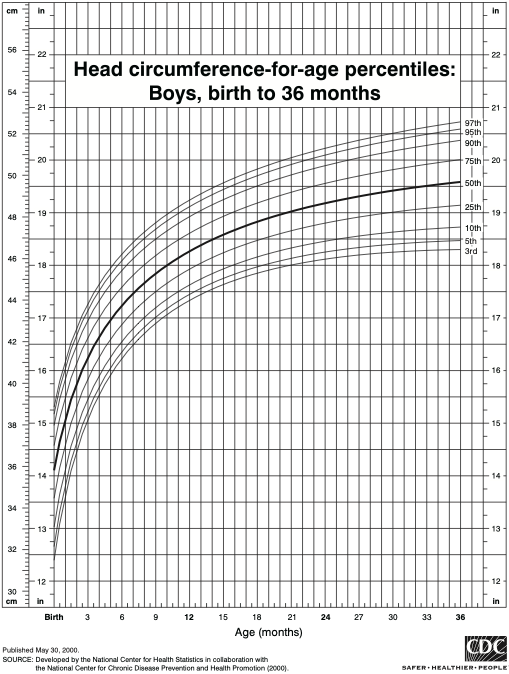 cm in in
Head circumference-for-age percentiles:
Boys, birth to 36 months
56
54
52
50
48
46
44
42
40
38
36
34
32
30
cm
22
21
20
19
18
17
16
15
14
13
12
in
22
21
20
19
18
17
16
15
14
13
12
in
97th
95th
90th
75th
50th
25th
10th
5th
3rd
Birth 3 6 9 12 15 18 21 24 27 30 33 36
Age (months)
Published May 30, 2000.
SOURCE: Developed by the National Center for Health Statistics in collaboration with
the National Center for Chronic Disease Prevention and Health Promotion (2000).
CDC
SAFER • HEALTHIER • PEOPLE